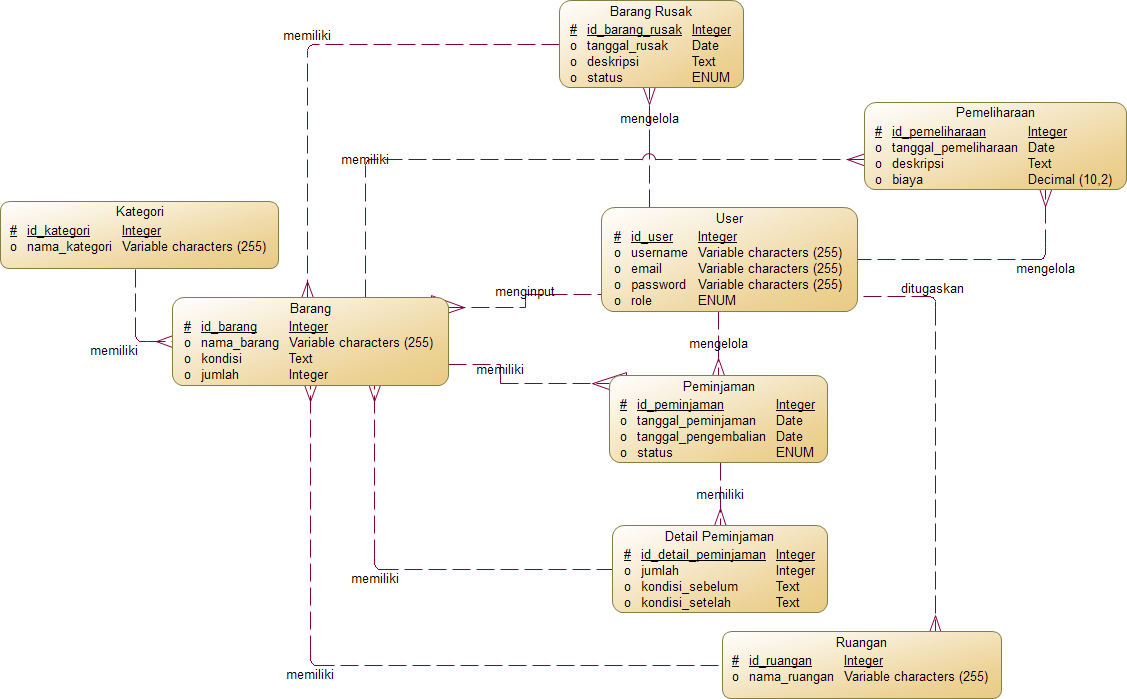 Barang Rusak
# id_barang_rusak Integer
o tanggal_rusak Date
o deskripsi Text
o status ENUM
memiliki
mengelola
Pemeliharaan
# id_pemeliharaan Integer
o tanggal_pemeliharaan Date
o deskripsi Text
o biaya Decimal (10,2)
memiliki
Kategori
# id_kategori Integer
o nama_kategori Variable characters (255)
User
# id_user Integer
o username Variable characters (255)
o email Variable characters (255)
o password Variable characters (255)
o role ENUM
mengelola
menginput
ditugaskan
Barang
# id_barang Integer
o nama_barang Variable characters (255)
o kondisi Text
o jumlah Integer
memiliki
mengelola
memiliki
Peminjaman
# id_peminjaman Integer
o tanggal_peminjaman Date
o tanggal_pengembalian Date
o status ENUM
memiliki
Detail Peminjaman
# id_detail_peminjaman Integer
o jumlah Integer
o kondisi_sebelum Text
o kondisi_setelah Text
memiliki
Ruangan
# id_ruangan Integer
o nama_ruangan Variable characters (255)
memiliki